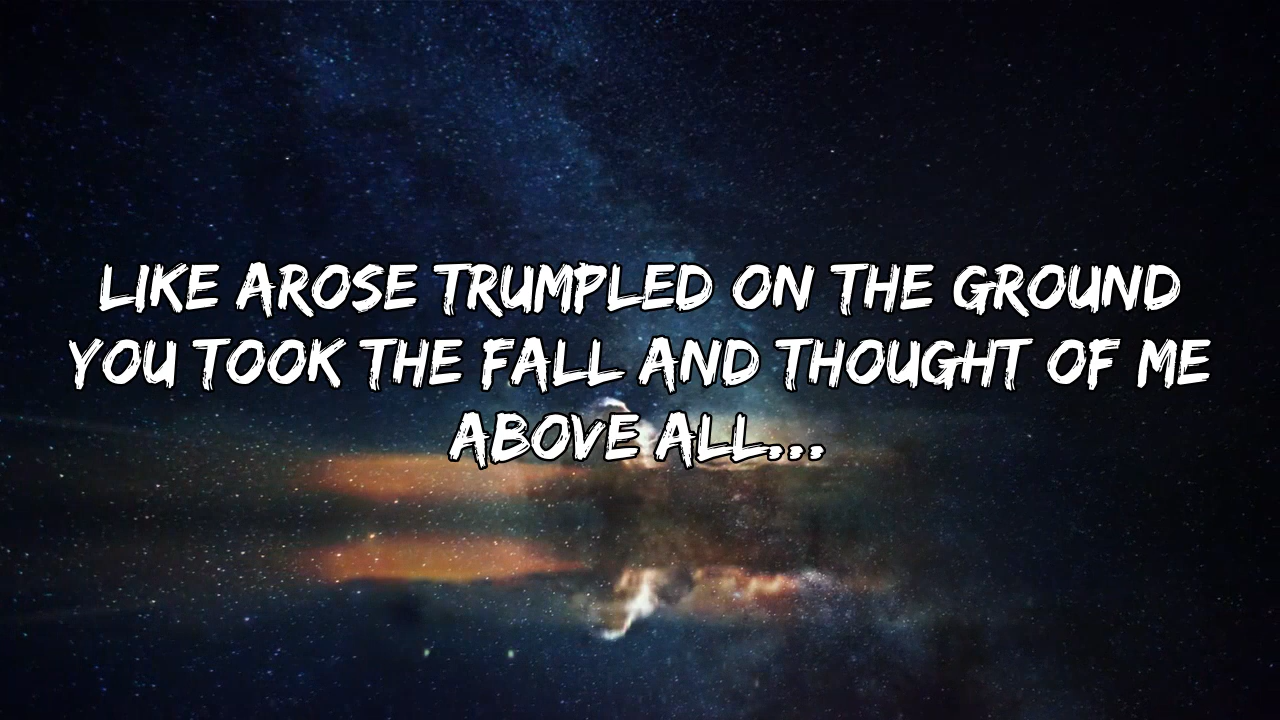 LIKE AROSE TRUMPLED ON THE GROUND
YOU TOOK THE FALL AND THOUGHT OF ME
ABOVE ALL...